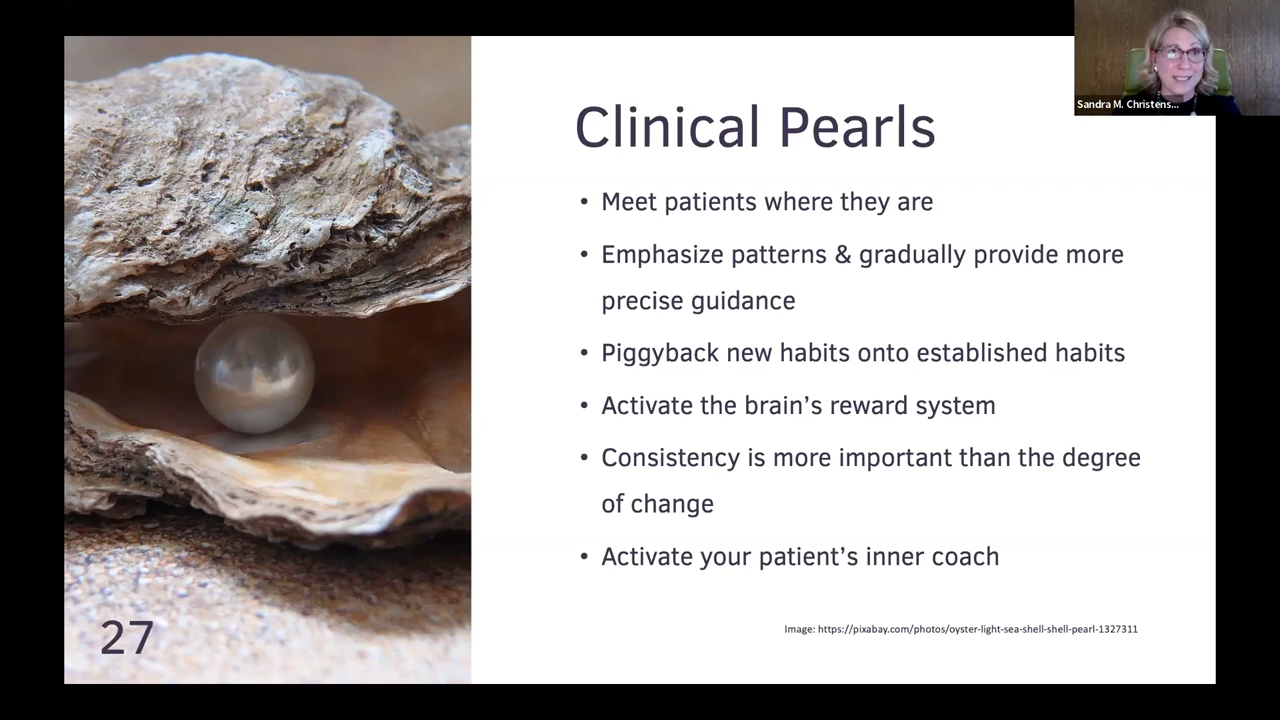 Sandra M. Christens...
Clinical Pearls
• Meet patients where they are
• Emphasize patterns & gradually provide more
precise guidance
• Piggyback new habits onto established habits
• Activate the brain’s reward system
• Consistency is more important than the degree
of change
• Activate your patient’s inner coach
Image: https://pixabay.com/photos/oyster-light-sea-shell-shell-pearl-1327311
27